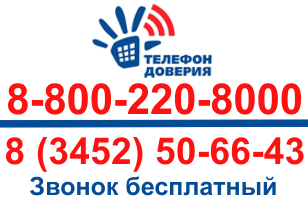 ТЕЛЕФОН
ДОВЕРИЯ
8-800-220-8000
8 (3452) 50-66-43
Звонок бесплатный